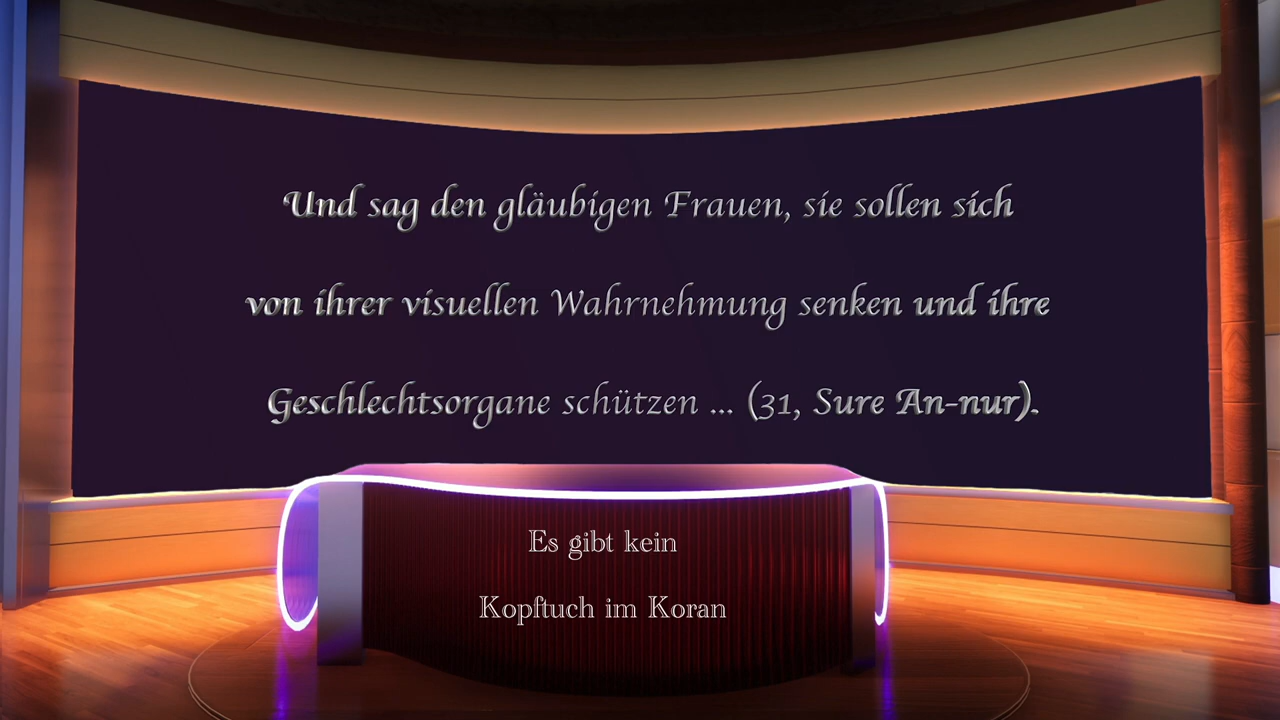 Und sag den gläubigen Frauen, sie sollen sich
von ihrer visuellen Wahrnehmung senken und ihre
Geschlechtsorgane schützen ... (31, Sure An-nur).
Es gibt kein
Kopftuch im Koran